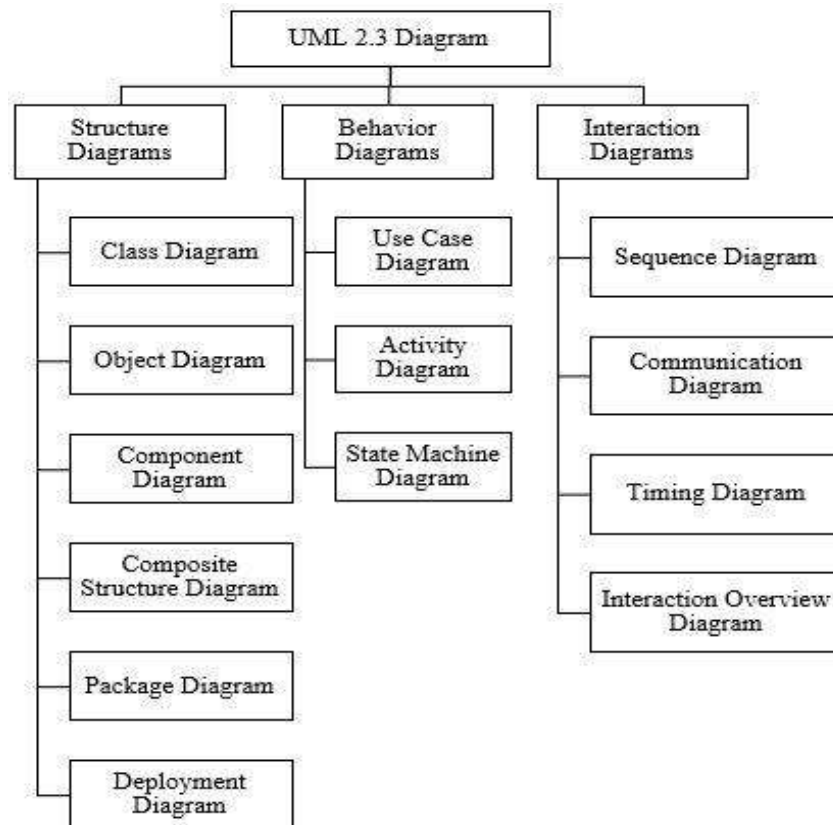 UML 2.3 Diagram
Structure
Diagrams
Behavior
Diagrams
Interaction
Diagrams
Class Diagram
Object Diagram
Component
Diagram
Composite
Structure Diagram
Package Diagram
Deployment
Diagram
Use Case
Diagram
Activity
Diagram
State Machine
Diagram
Sequence Diagram
Communication
Diagram
Timing Diagram
Interaction Overview
Diagram